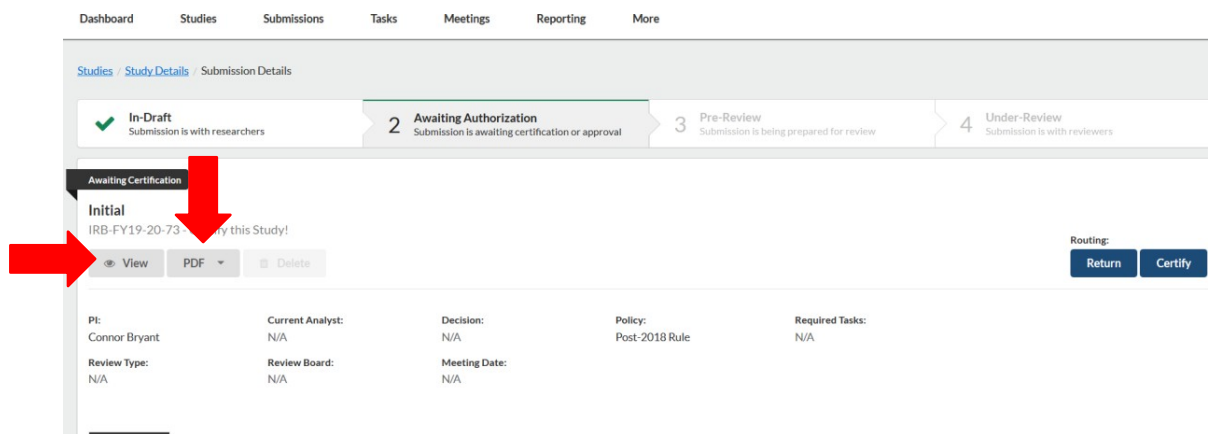 Dashboard Studies Submissions Tasks Meetings Reporting More
Studies / Study Details / Submission Details
In-Draft
Submission is with researchers
2 Awaiting Authorization
Submission is awaiting certification or approval
3 Pre-Review
Submission is being prepared for review
4 Under-Review
Submission is with reviewers
Awaiting Certification
Initial
IRB-FY19-20-73 - this Study!
Routing:
View PDF Delete Return Certify
PI: Current Analyst: Decision: Policy: Required Tasks:
Connor Bryant N/A N/A Post-2018 Rule N/A
Review Type: Review Board: Meeting Date:
N/A N/A N/A